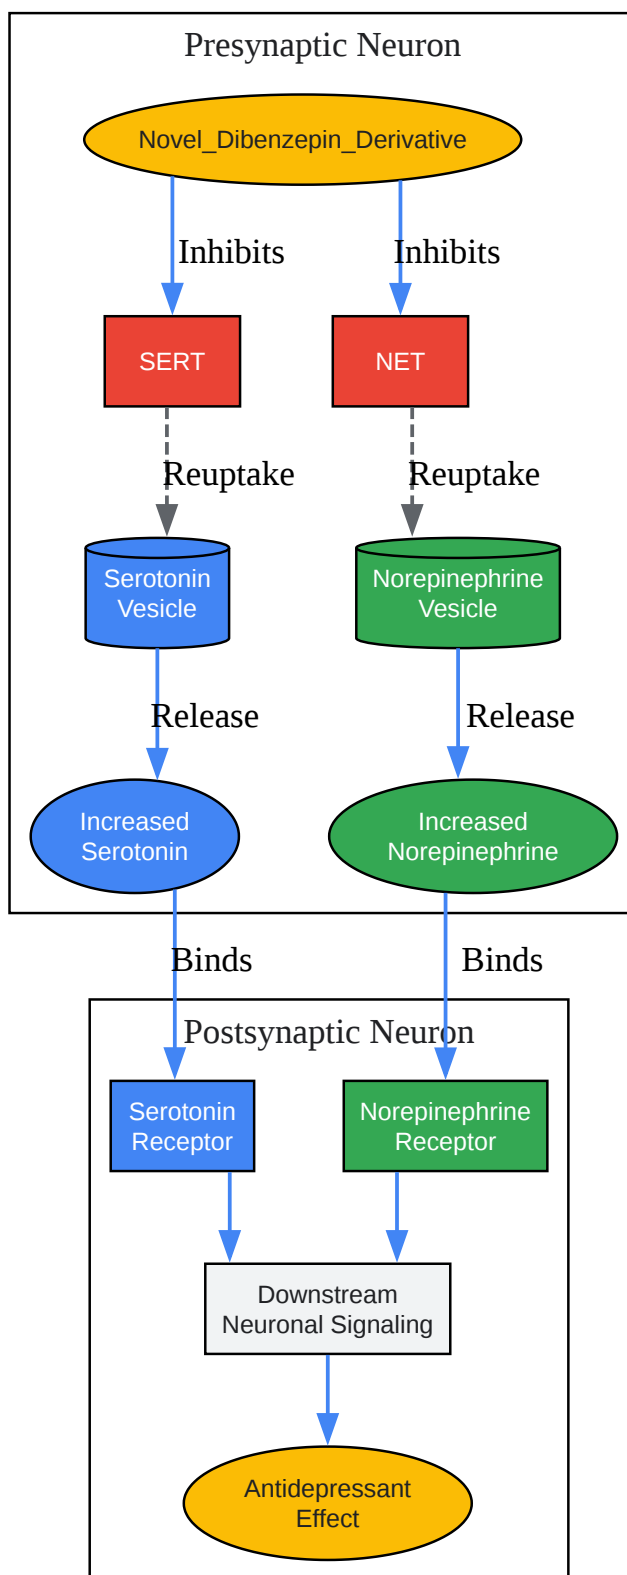 Presynaptic Neuron
Novel_Dibenzepin_Derivative
Inhibits
Inhibits
SERT
NET
Reuptake
Reuptake
Serotonin
Vesicle
Norepinephrine
Vesicle
Release
Release
Increased
Serotonin
Increased
Norepinephrine
Binds
Binds
Postsynaptic Neuron
Serotonin
Receptor
Norepinephrine
Receptor
Downstream
Neuronal Signaling
Antidepressant
Effect